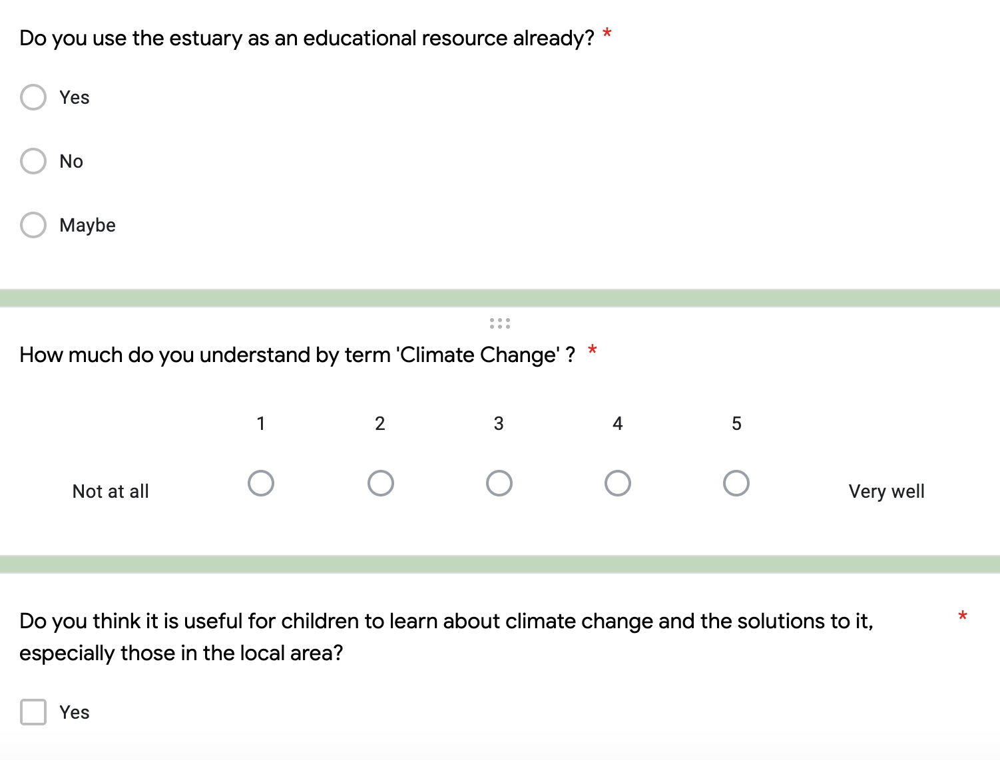 Do you use the estuary as an educational resource already? *
Yes
No
Maybe
How much do you understand by term 'Climate Change' ? *
1 2 3 4 5
Not at all Very well
Do you think it is useful for children to learn about climate change and the solutions to it, *
especially those in the local area?
Yes